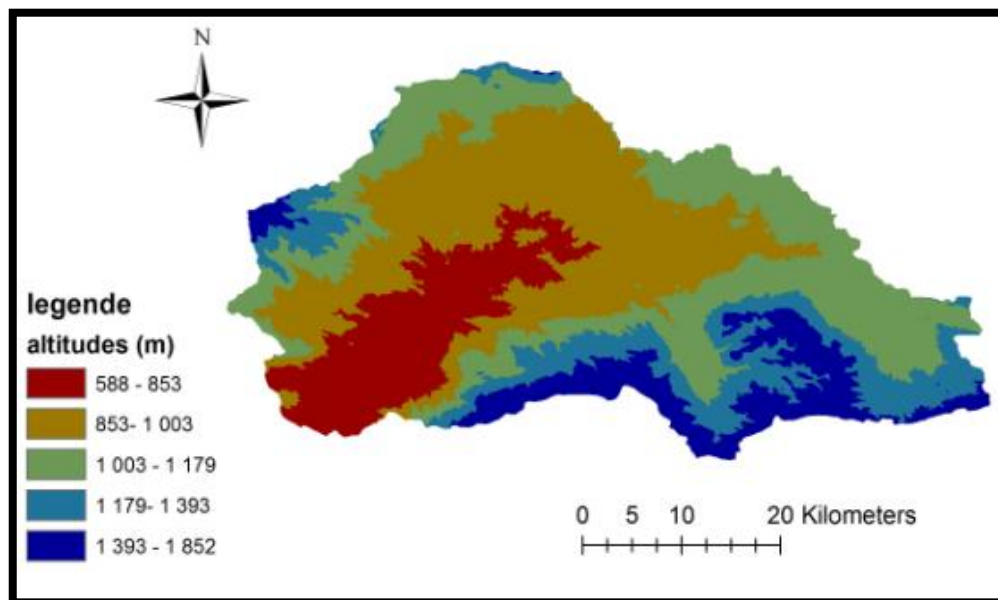 N
legende
altitudes (m)
588 - 853
853- 1 003
1 003 - 1 179
1 179- 1 393
1 393 - 1 852
0 5 10 20 Kilometers